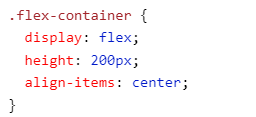 .flex-container {
  display: flex;
  height: 200px;
  align-items: center;
}